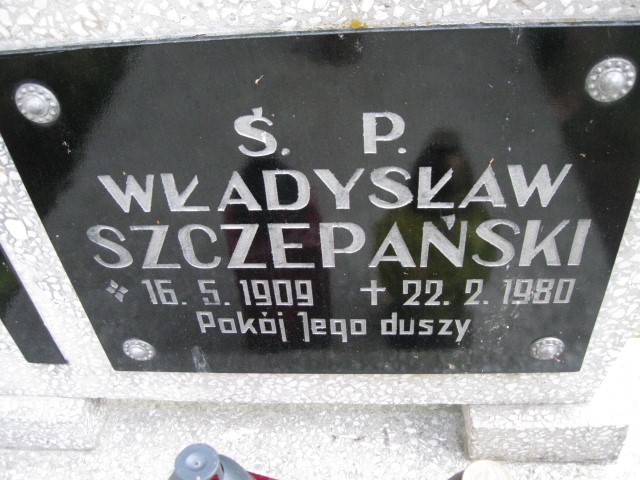 Ś. P.
WŁADYSŁAW
SZCZEPAŃSKI
16. 5. 1909 + 22. 2. 1980
Pokój Jego duszy